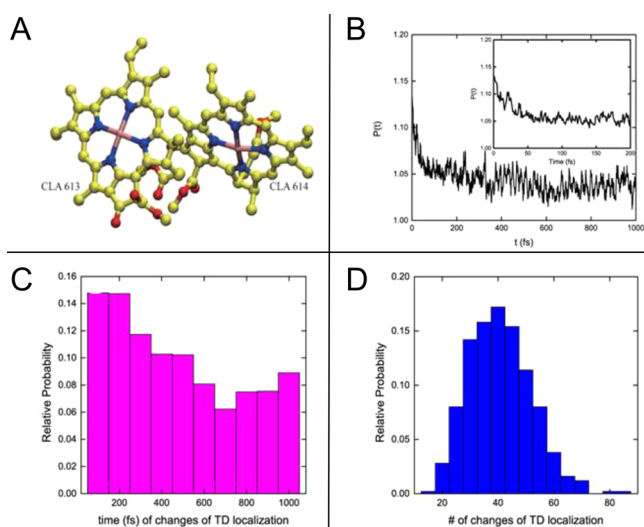 A
CLA 613
CLA 614
B
P(t)
1.20
1.15
1.10
1.05
1.00
0 200 400 600 800 1000
t (fs)
P(t)
1.20
1.15
1.10
1.05
1.00
0 50 100 150 200
Time (fs)
C
Relative Probability
0.16
0.14
0.12
0.10
0.08
0.06
0.04
0.02
0.00
200 400 600 800 1000
time (fs) of changes of TD localization
D
Relative Probability
0.20
0.15
0.10
0.05
0.00
20 40 60 80
# of changes of TD localization